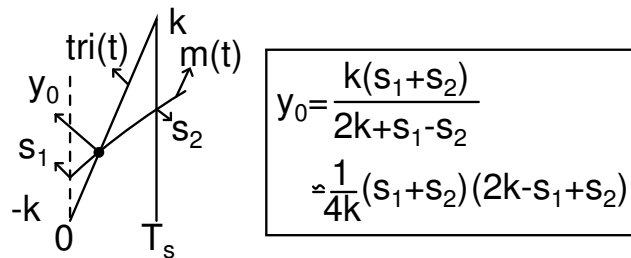 k
tri(t)
m(t)
y₀
s₁
s₂
-k
0
Tₛ
y₀=k(s₁+s₂)/2k+s₁-s₂
≌1/4k(s₁+s₂)(2k-s₁+s₂)